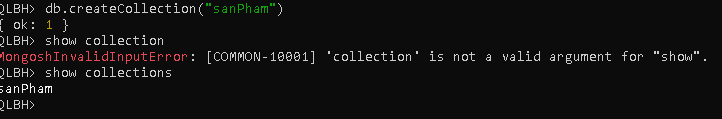 QLBH> db.createCollection("sanPham")
{ ok: 1 }
QLBH> show collection
MongoshInvalidInputError: [COMMON-10001] 'collection' is not a valid argument for "show".
QLBH> show collections
sanPham
QLBH>